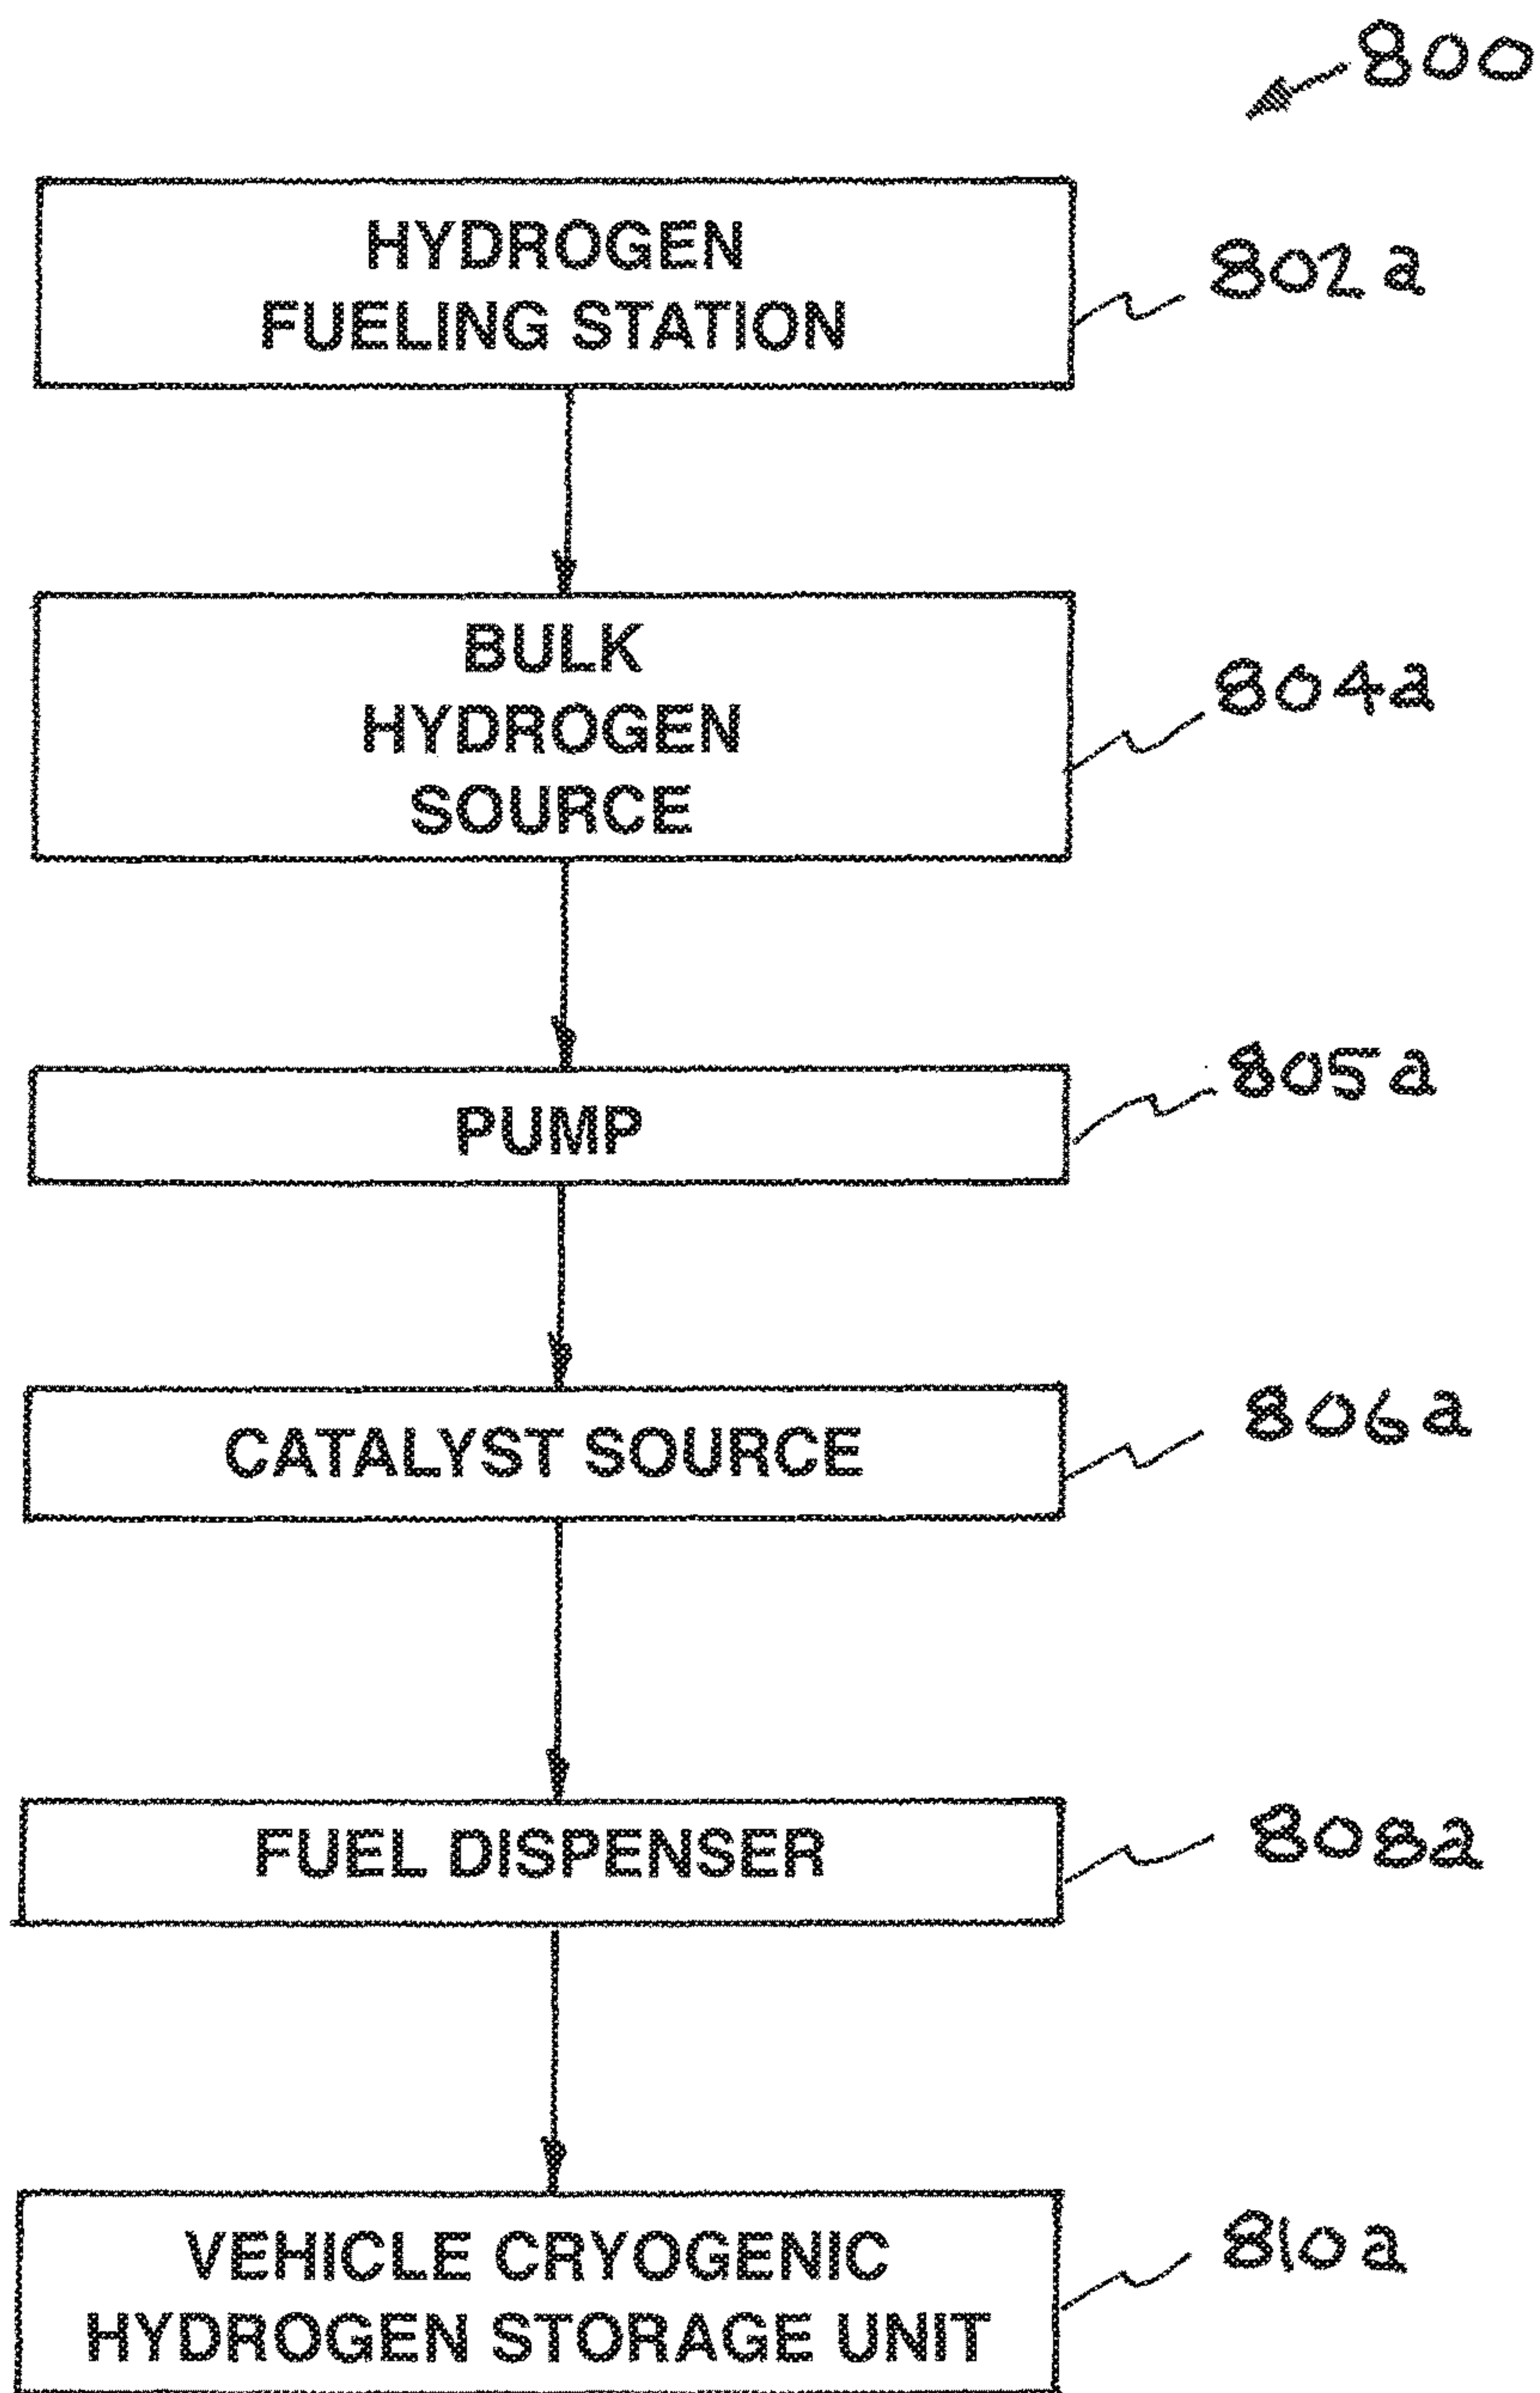 800
HYDROGEN
FUELING STATION
802a
BULK
HYDROGEN
SOURCE
804a
PUMP
805a
CATALYST SOURCE
806a
FUEL DISPENSER
808a
VEHICLE CRYOGENIC
HYDROGEN STORAGE UNIT
810a